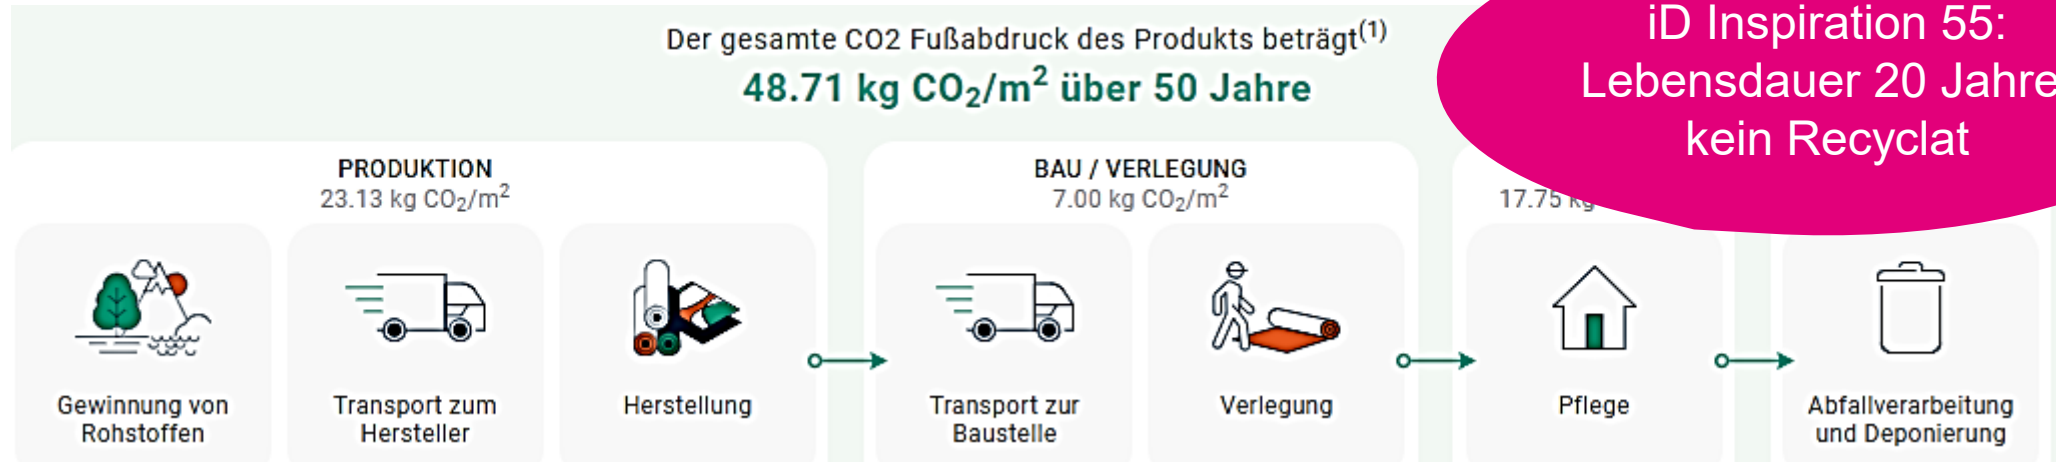 Der gesamte CO2 Fußabdruck des Produkts beträgt(1)
48.71 kg CO₂/m² über 50 Jahre
iD Inspiration 55:
Lebensdauer 20 Jahre
kein Recyclat
PRODUKTION
23.13 kg CO₂/m²
BAU / VERLEGUNG
7.00 kg CO₂/m²
17.75 kg
Gewinnung von
Rohstoffen
Transport zum
Hersteller
Herstellung
Transport zur
Baustelle
Verlegung
Pflege
Abfallverarbeitung
und Deponierung